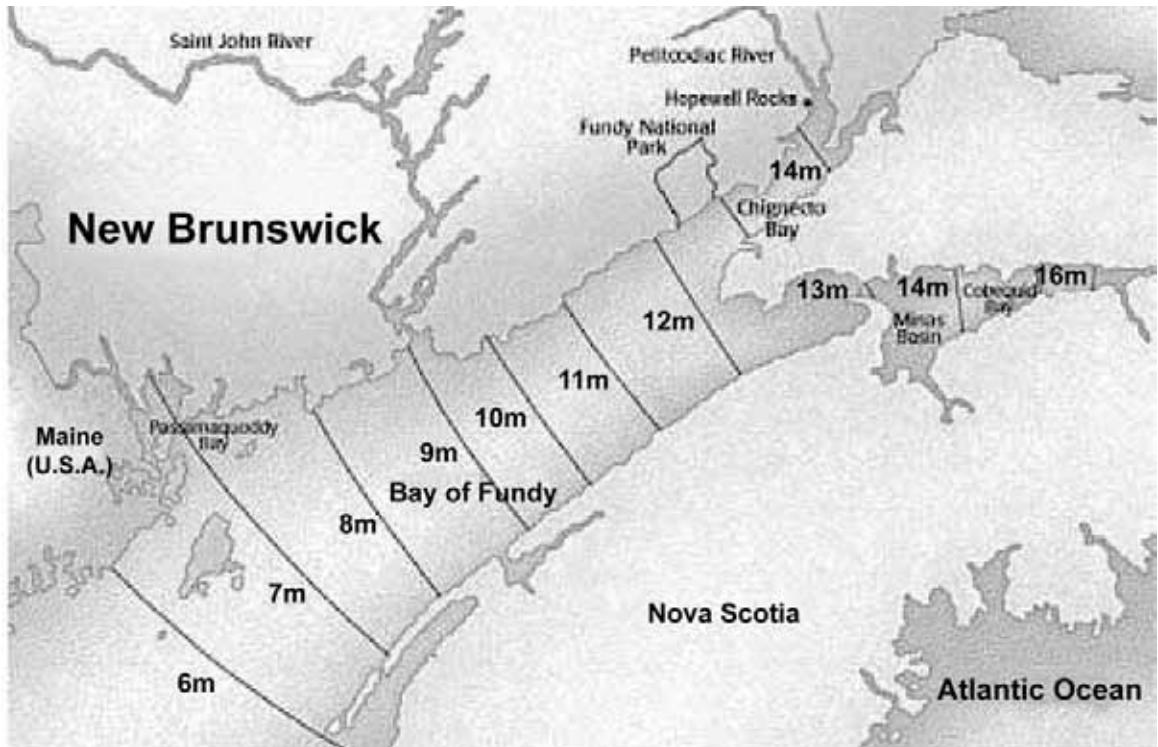 Saint John River
Petitcodiac River
Hopewell Rocks
Fundy National
Park
14m
New Brunswick
Chignecto
Bay
13m
14m
16m
Cobequid
Bay
Minas
Basin
12m
11m
10m
9m
Maine
(U.S.A.)
Passamaquoddy
Bay
Bay of Fundy
8m
7m
Nova Scotia
6m
Atlantic Ocean